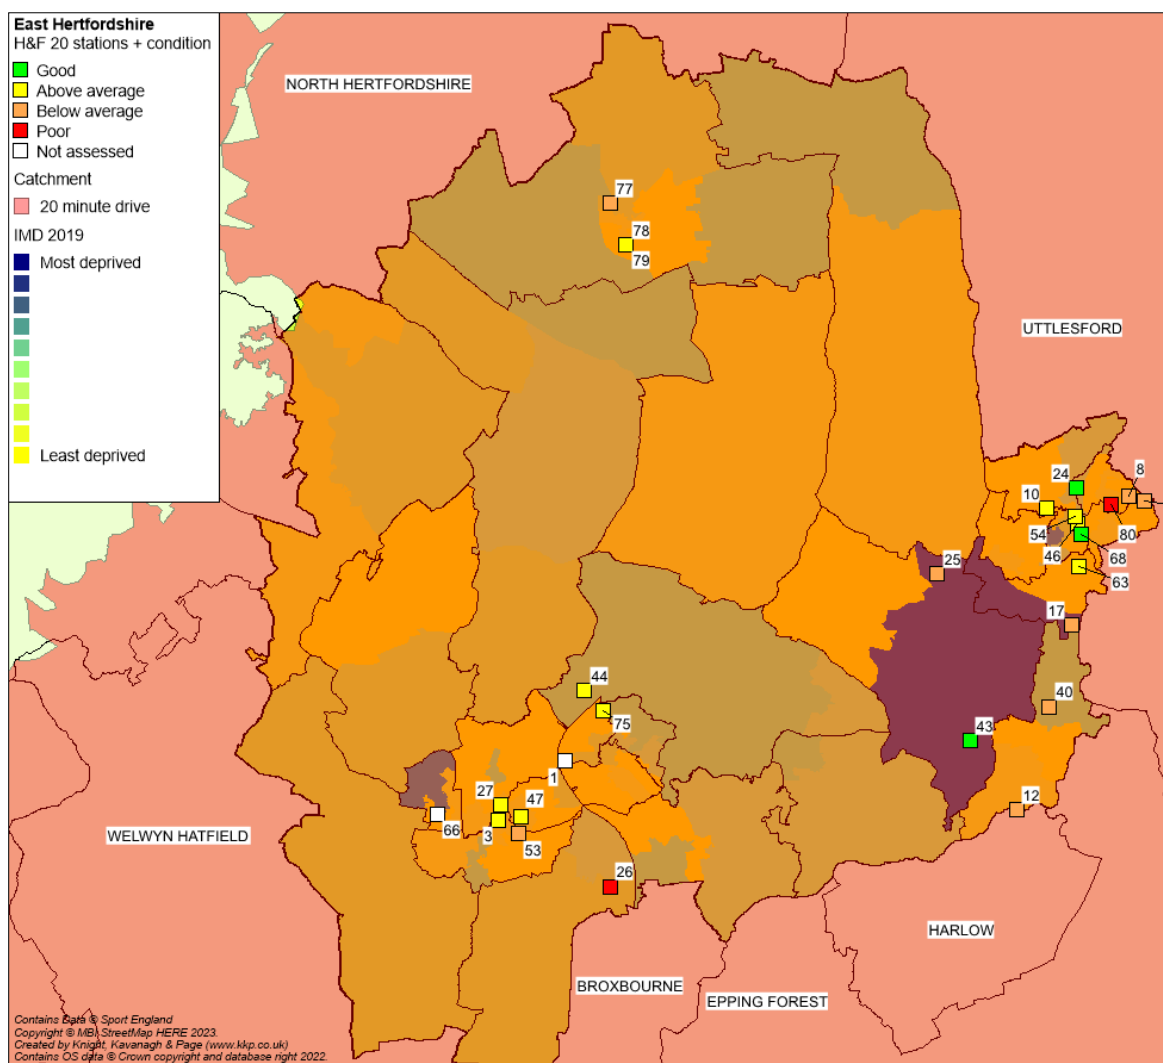 East Hertfordshire
H&F 20 stations + condition
Good
Above average
Below average
Poor
Not assessed
Catchment
20 minute drive
IMD 2019
Most deprived
Least deprived
NORTH HERTFORDSHIRE
77
78
79
UTTLESFORD
24
8
10
54
46
80
68
63
25
17
44
75
40
43
1
27
47
12
66
3
53
WELWYN HATFIELD
26
HARLOW
BROXBOURNE
EPPING FOREST
Contains Data © Sport England
Copyright © MBI StreetMap HERE 2023.
Created by Knight, Kavanagh & Page (www.kkp.co.uk)
Contains OS data © Crown copyright and database right 2022.